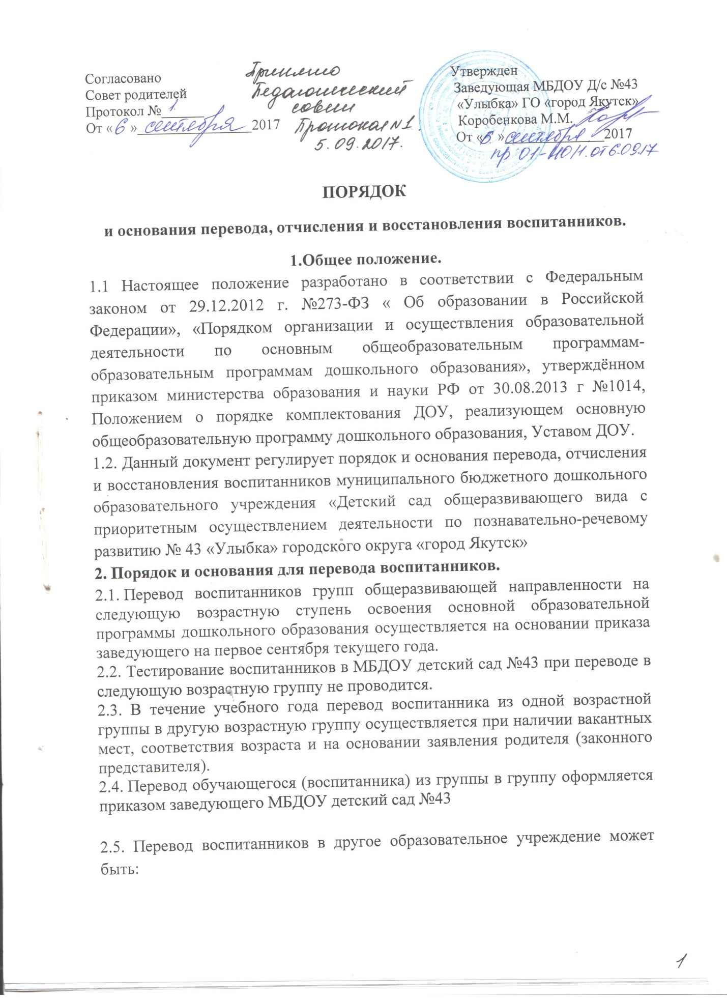 Согласовано
Совет родителей
Протокол № 1.
От « 6 » сентября 2017
Принято
Педагогический
совет
Протокол N1
5.09.2017.
Утвержден
Заведующая МБДОУ Д/с №43
«Улыбка» ГО «город Якутск»
Коробенкова М.М.
От « 6 » сентября 2017
пр 01- от 6.09.17
ПОРЯДОК
и основания перевода, отчисления и восстановления воспитанников.
1.Общее положение.
1.1 Настоящее положение разработано в соответствии с Федеральным
законом от 29.12.2012 г. №273-ФЗ « Об образовании в Российской
Федерации», «Порядком организации и осуществления образовательной
деятельности по основным общеобразовательным программам-
образовательным программам дошкольного образования», утверждённом
приказом министерства образования и науки РФ от 30.08.2013 г №1014,
Положением о порядке комплектования ДОУ, реализующем основную
общеобразовательную программу дошкольного образования, Уставом ДОУ.
1.2. Данный документ регулирует порядок и основания перевода, отчисления
и восстановления воспитанников муниципального бюджетного дошкольного
образовательного учреждения «Детский сад общеразвивающего вида с
приоритетным осуществлением деятельности по познавательно-речевому
развитию № 43 «Улыбка» городского округа «город Якутск»
2. Порядок и основания для перевода воспитанников.
2.1. Перевод воспитанников групп общеразвивающей направленности на
следующую возрастную ступень освоения основной образовательной
программы дошкольного образования осуществляется на основании приказа
заведующего на первое сентября текущего года.
2.2. Тестирование воспитанников в МБДОУ детский сад №43 при переводе в
следующую возрастную группу не проводится.
2.3. В течение учебного года перевод воспитанника из одной возрастной
группы в другую возрастную группу осуществляется при наличии вакантных
мест, соответствия возраста и на основании заявления родителя (законного
представителя).
2.4. Перевод обучающегося (воспитанника) из группы в группу оформляется
приказом заведующего МБДОУ детский сад №43
2.5. Перевод воспитанников в другое образовательное учреждение может
быть:
1